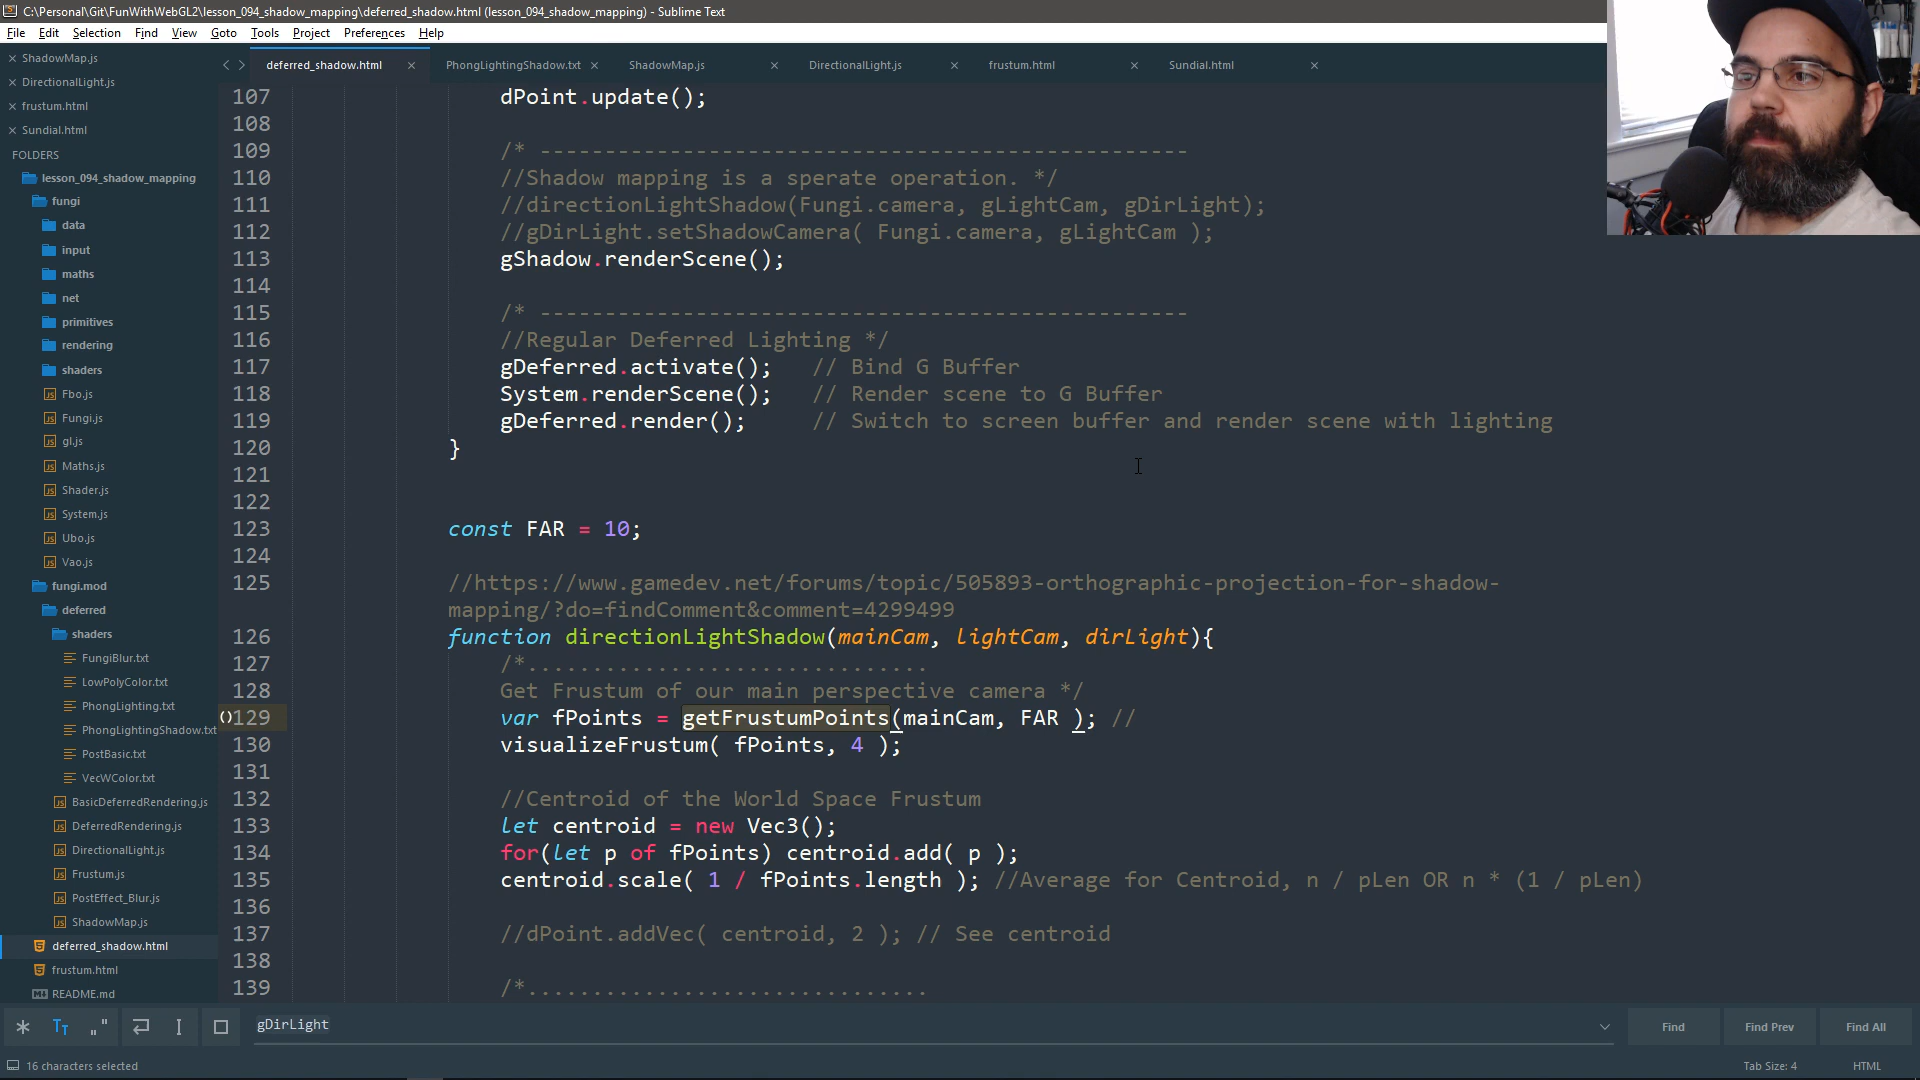 C:\Personal\Git\FunWithWebGL2\lesson_094_shadow_mapping\deferred_shadow.html (lesson_094_shadow_mapping) - Sublime Text
File Edit Selection Find View Goto Tools Project Preferences Help
ShadowMap.js
DirectionalLight.js
frustum.html
Sundial.html
FOLDERS
lesson_094_shadow_mapping
fungi
data
input
maths
net
primitives
rendering
shaders
Fbo.js
Fungi.js
gl.js
Maths.js
Shader.js
System.js
Ubo.js
Vao.js
fungi.mod
deferred
shaders
FungiBlur.txt
LowPolyColor.txt
PhongLighting.txt
PhongLightingShadow.txt
PostBasic.txt
VecWColor.txt
BasicDeferredRendering.js
DeferredRendering.js
DirectionalLight.js
Frustum.js
PostEffect_Blur.js
ShadowMap.js
deferred_shadow.html
frustum.html
README.md
deferred_shadow.html PhongLightingShadow.txt ShadowMap.js DirectionalLight.js frustum.html Sundial.html
107 dPoint.update();
108
109 /* --------------------------------------------------
110 //Shadow mapping is a sperate operation. */
111 //directionLightShadow(Fungi.camera, gLightCam, gDirLight);
112 //gDirLight.setShadowCamera( Fungi.camera, gLightCam );
113 gShadow.renderScene();
114
115 /* --------------------------------------------------
116 //Regular Deferred Lighting */
117 gDeferred.activate(); // Bind G Buffer
118 System.renderScene(); // Render scene to G Buffer
119 gDeferred.render(); // Switch to screen buffer and render scene with lighting
120 }
121
122
123 const FAR = 10;
124
125 //https://www.gamedev.net/forums/topic/505893-orthographic-projection-for-shadow-
mapping/?do=findComment&comment=4299499
126 function directionLightShadow(mainCam, lightCam, dirLight){
127 /*...............................
128 Get Frustum of our main perspective camera */
129 var fPoints = getFrustumPoints(mainCam, FAR ); //
130 visualizeFrustum( fPoints, 4 );
131
132 //Centroid of the World Space Frustum
133 let centroid = new Vec3();
134 for(let p of fPoints) centroid.add( p );
135 centroid.scale( 1 / fPoints.length ); //Average for Centroid, n / pLen OR n * (1 / pLen)
136
137 //dPoint.addVec( centroid, 2 ); // See centroid
138
139 /*...............................
gDirLight
Find Find Prev Find All
16 characters selected
Tab Size: 4 HTML